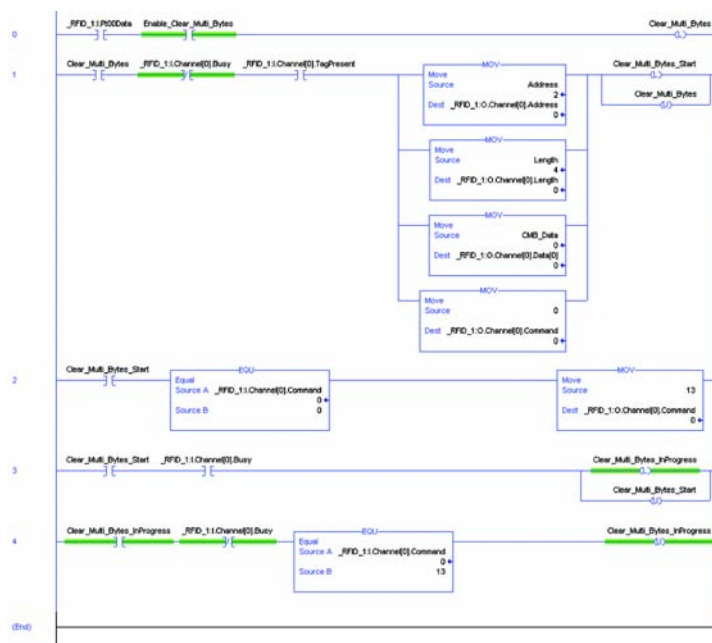 _RFID_1:I.Pt00Data Enable_Clear_Multi_Bytes Clear_Multi_Bytes
0
L
Clear_Multi_Bytes _RFID_1:I.Channel[0].Busy _RFID_1:I.Channel[0].TagPresent MOV Clear_Multi_Bytes_Start
1
Move
Source Address
2
Dest _RFID_1:O.Channel[0].Address
0
L
Clear_Multi_Bytes
U
MOV
Move
Source Length
4
Dest _RFID_1:O.Channel[0].Length
0
MOV
Move
Source CMB_Data
0
Dest _RFID_1:O.Channel[0].Data[0]
0
MOV
Move
Source 0
Dest _RFID_1:O.Channel[0].Command
0
Clear_Multi_Bytes_Start EQU MOV
2
Equal
Source A _RFID_1:I.Channel[0].Command
0
Source B 0
Move
Source 13
Dest _RFID_1:O.Channel[0].Command
0
Clear_Multi_Bytes_Start _RFID_1:I.Channel[0].Busy Clear_Multi_Bytes_InProgress
3
L
Clear_Multi_Bytes_Start
U
Clear_Multi_Bytes_InProgress _RFID_1:I.Channel[0].Busy EQU Clear_Multi_Bytes_InProgress
4
Equal
Source A _RFID_1:I.Channel[0].Command
0
Source B 13
U
(End)